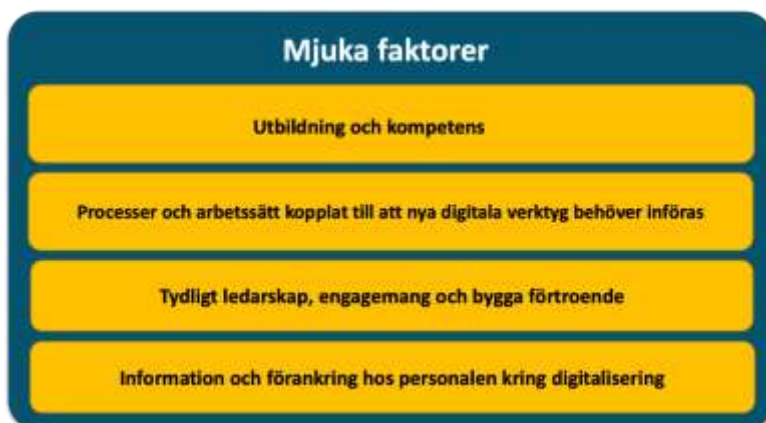 Mjuka faktorer
Utbildning och kompetens
Processer och arbetssätt kopplat till att nya digitala verktyg behöver införas
Tydligt ledarskap, engagemang och bygga förtroende
Information och förankring hos personalen kring digitalisering